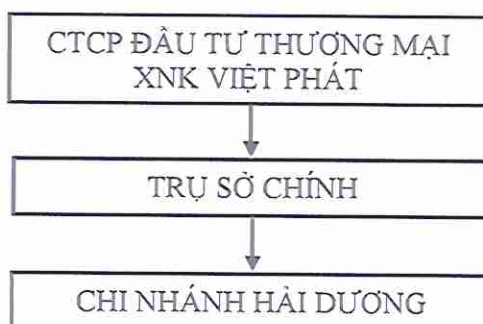 CTCP ĐẦU TƯ THƯƠNG MẠI
XNK VIỆT PHÁT
TRỤ SỞ CHÍNH
CHI NHÁNH HẢI DƯƠNG